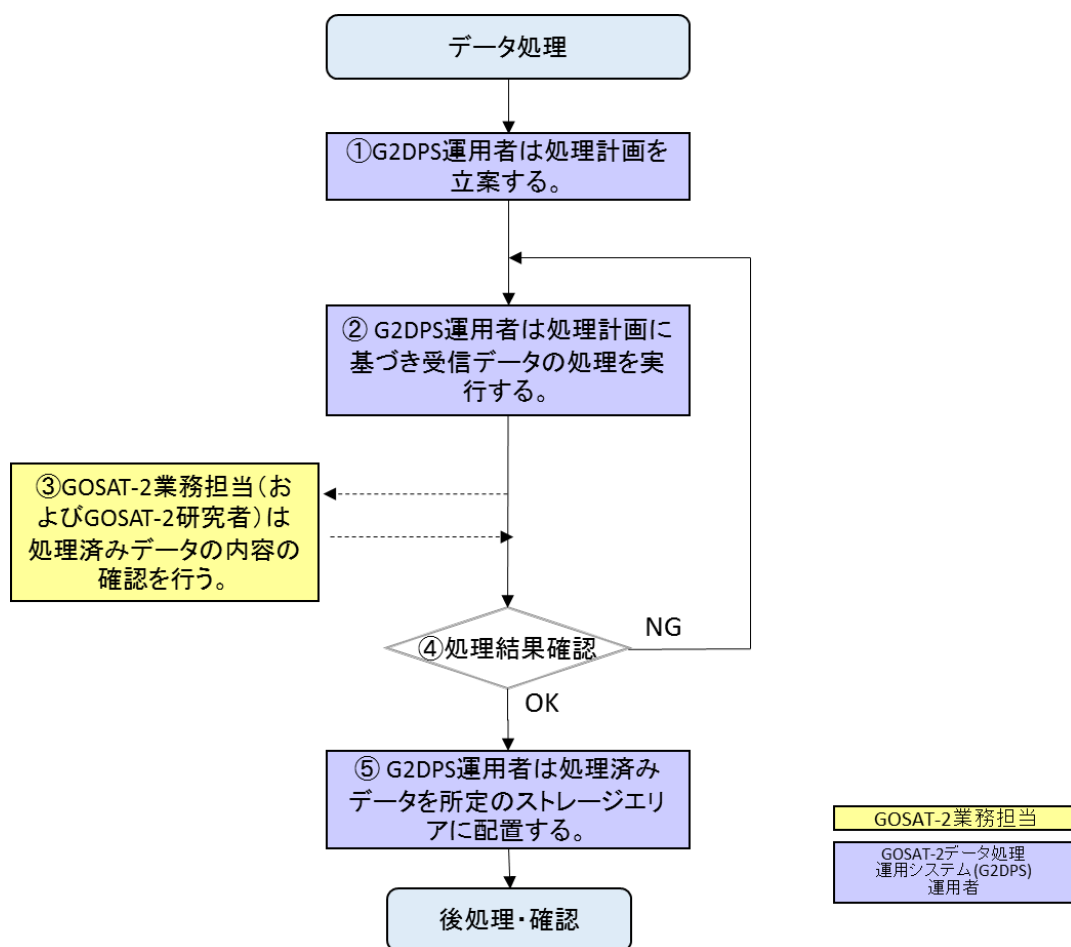 データ処理
①G2DPS運用者は処理計画を
立案する。
② G2DPS運用者は処理計画に
基づき受信データの処理を実
行する。
③GOSAT-2業務担当（お
よびGOSAT-2研究者）は
処理済みデータの内容の
確認を行う。
④処理結果確認
NG
OK
⑤ G2DPS運用者は処理済み
データを所定のストレージエリ
アに配置する。
後処理・確認
GOSAT-2業務担当
GOSAT-2データ処理
運用システム(G2DPS)
運用者